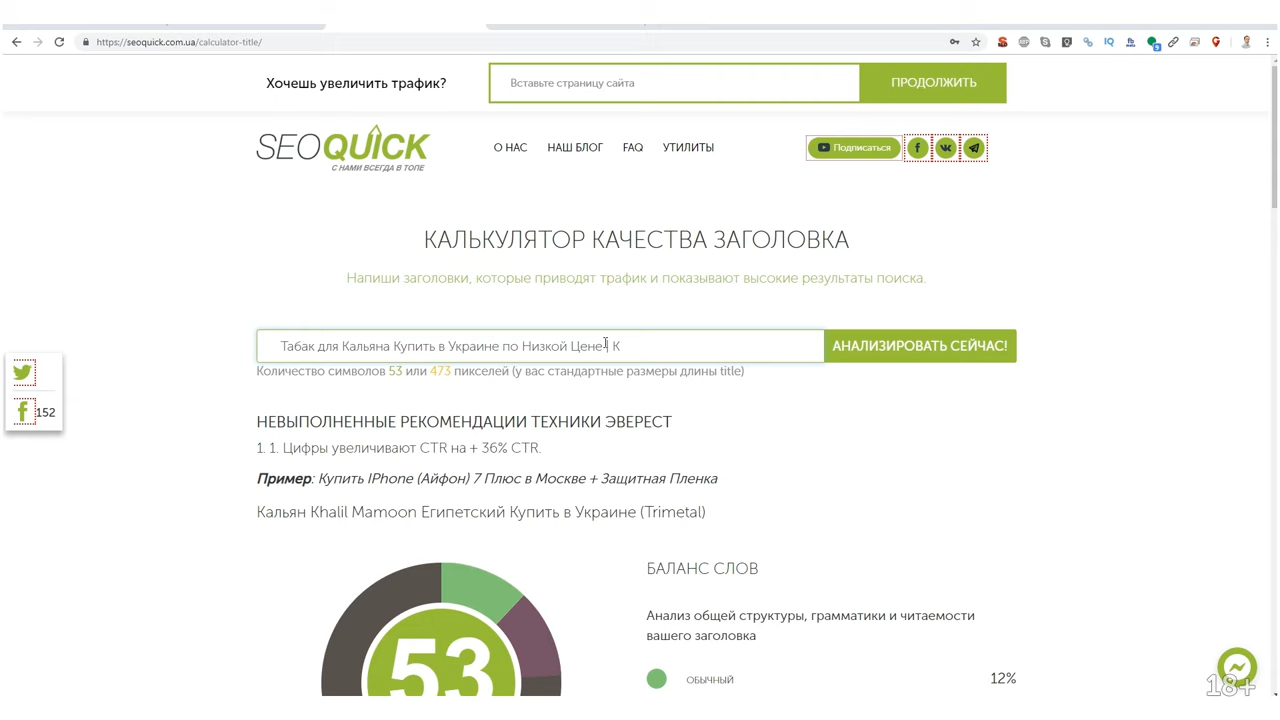 https://seoquick.com.ua/calculator-title/
Хочешь увеличить трафик?
Вставьте страницу сайта
ПРОДОЛЖИТЬ
SEOQUICK
С НАМИ ВСЕГДА В ТОПЕ
О НАС
НАШ БЛОГ
FAQ
УТИЛИТЫ
Подписаться
КАЛЬКУЛЯТОР КАЧЕСТВА ЗАГОЛОВКА
Напиши заголовки, которые приводят трафик и показывают высокие результаты поиска.
Табак для Кальяна Купить в Украине по Низкой Цене К
АНАЛИЗИРОВАТЬ СЕЙЧАС!
Количество символов 53 или 473 пикселей (у вас стандартные размеры длины title)
152
НЕВЫПОЛНЕННЫЕ РЕКОМЕНДАЦИИ ТЕХНИКИ ЭВЕРЕСТ
1. 1. Цифры увеличивают CTR на + 36% CTR.
Пример: Купить IPhone (Айфон) 7 Плюс в Москве + Защитная Пленка
Кальян Khalil Mamoon Египетский Купить в Украине (Trimetal)
53
БАЛАНС СЛОВ
Анализ общей структуры, грамматики и читаемости
вашего заголовка
ОБЫЧНЫЙ
12%
18+